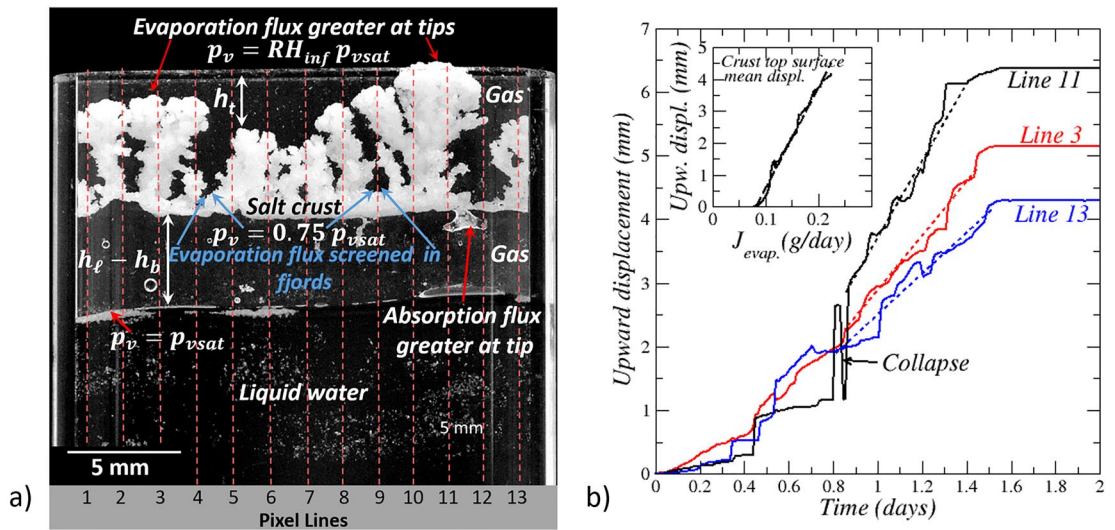 Evaporation flux greater at tips
p_v = RH_inf p_vsat
h_t
Gas
Salt crust
p_v = 0.75 p_vsat
Evaporation flux screened in
fjords
h_ℓ − h_b
Gas
Absorption flux
greater at tip
p_v = p_vsat
Liquid water
5 mm
5 mm
a)
1 2 3 4 5 6 7 8 9 10 11 12 13
Pixel Lines
b)
Upward displacement (mm)
7
6
5
4
3
2
1
0
0 0.2 0.4 0.6 0.8 1 1.2 1.4 1.6 1.8 2
Time (days)
Line 11
Line 3
Line 13
Collapse
Crust top surface
mean displ.
Upw. displ. (mm)
5
4
3
2
1
0
0 0.1 0.2 0.3
J_evap. (g/day)